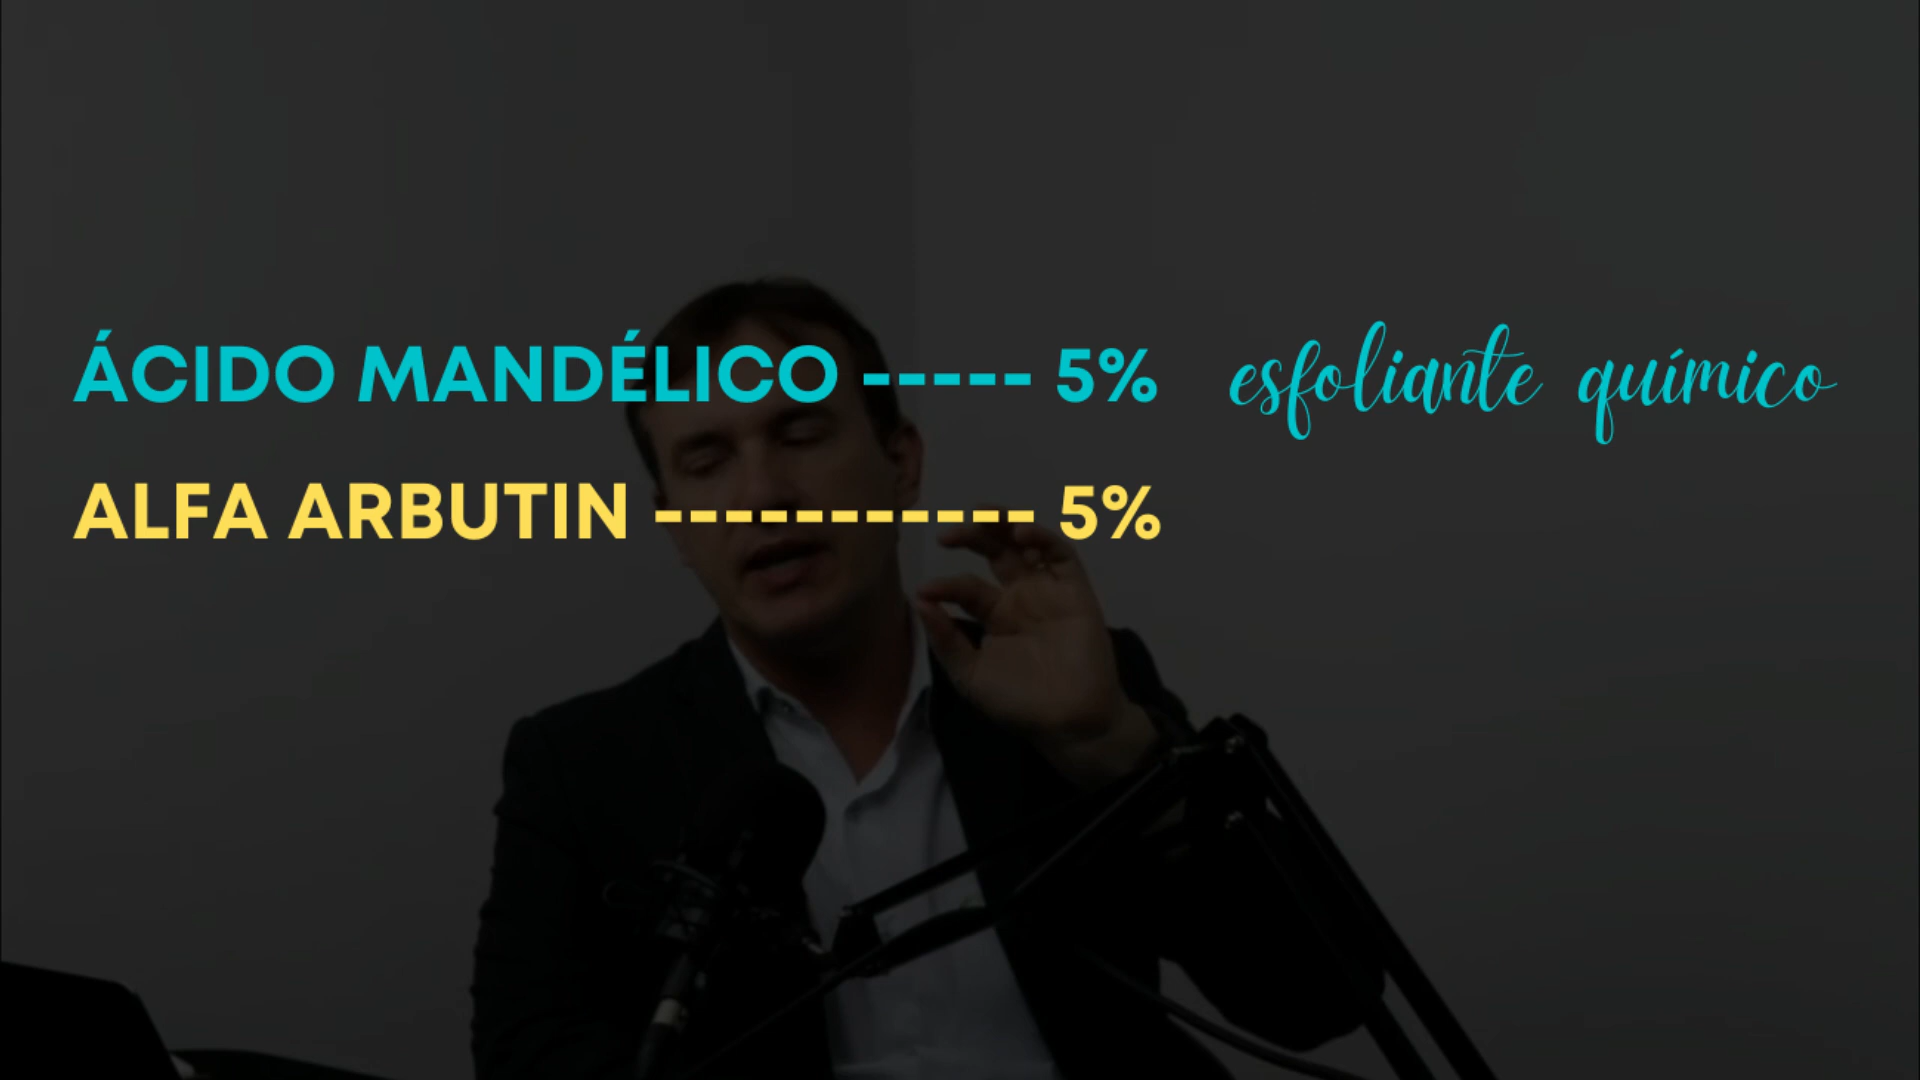 ÁCIDO MANDÉLICO ----- 5% esfoliante químico
ALFA ARBUTIN ----------- 5%